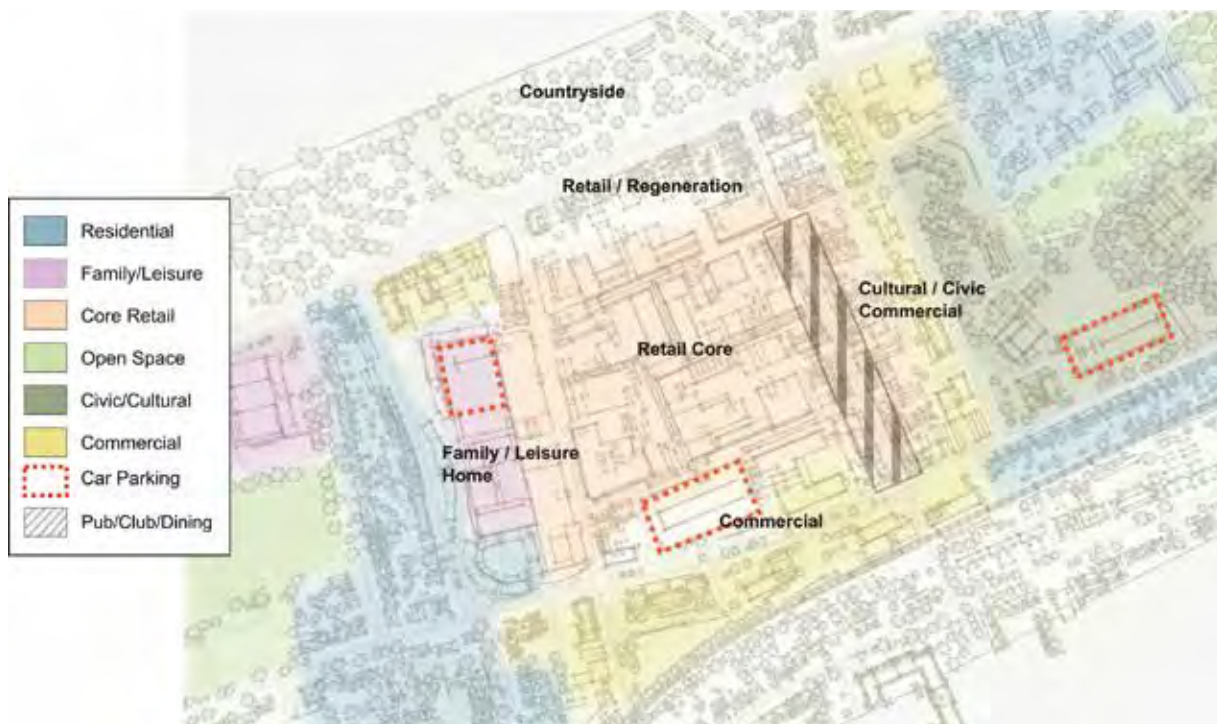 Countryside
Retail / Regeneration
Cultural / Civic
Commercial
Retail Core
Family / Leisure
Home
Commercial
Residential
Family/Leisure
Core Retail
Open Space
Civic/Cultural
Commercial
Car Parking
Pub/Club/Dining